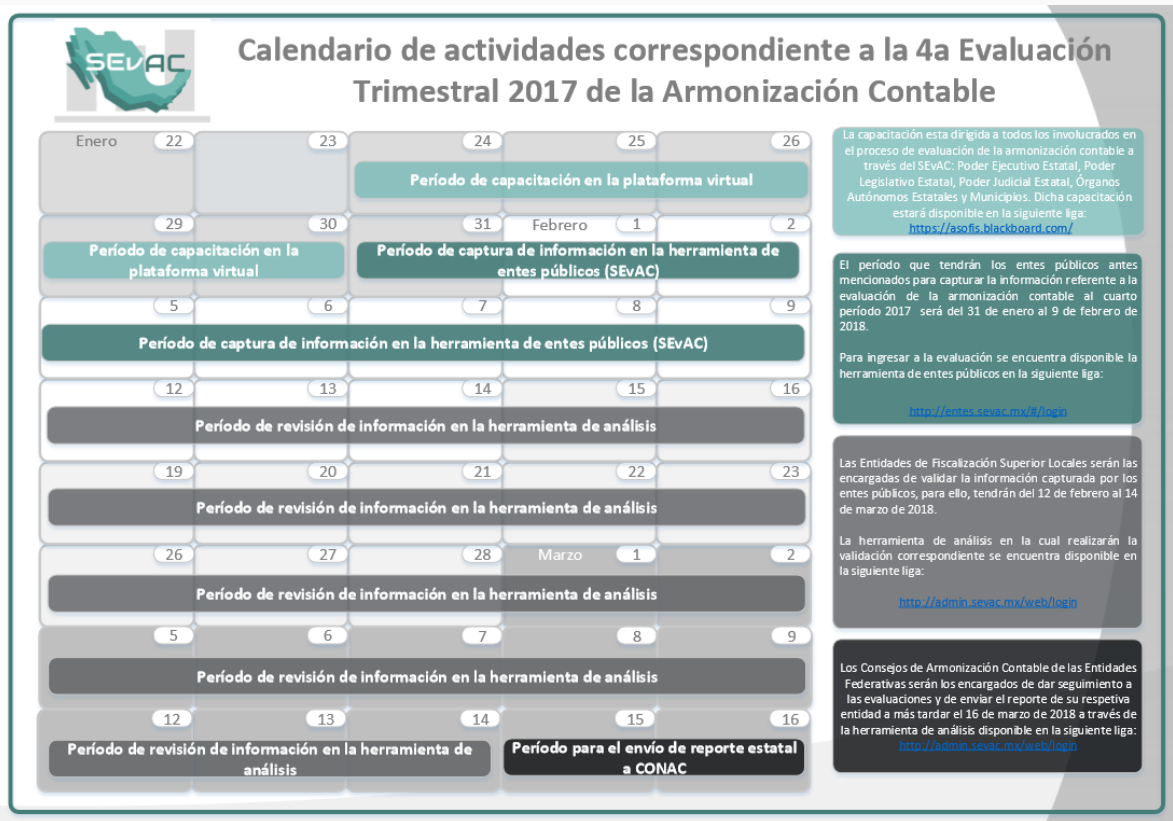 SEvAC
Calendario de actividades correspondiente a la 4a Evaluación
Trimestral 2017 de la Armonización Contable
Enero 22 23 24 25 26
Período de capacitación en la plataforma virtual
29 30 31 Febrero 1 2
Período de capacitación en la
plataforma virtual
Período de captura de información en la herramienta de
entes públicos (SEvAC)
5 6 7 8 9
Período de captura de información en la herramienta de entes públicos (SEvAC)
12 13 14 15 16
Período de revisión de información en la herramienta de análisis
19 20 21 22 23
Período de revisión de información en la herramienta de análisis
26 27 28 Marzo 1 2
Período de revisión de información en la herramienta de análisis
5 6 7 8 9
Período de revisión de información en la herramienta de análisis
12 13 14 15 16
Período de revisión de información en la herramienta de
análisis
Período para el envío de reporte estatal
a CONAC
La capacitación esta dirigida a todos los involucrados en
el proceso de evaluación de la armonización contable a
través del SEvAC: Poder Ejecutivo Estatal, Poder
Legislativo Estatal, Poder Judicial Estatal, Órganos
Autónomos Estatales y Municipios. Dicha capacitación
estará disponible en la siguiente liga:
https://asofis.blackboard.com/
El período que tendrán los entes públicos antes
mencionados para capturar la información referente a la
evaluación de la armonización contable al cuarto
período 2017 será del 31 de enero al 9 de febrero de
2018.
Para ingresar a la evaluación se encuentra disponible la
herramienta de entes públicos en la siguiente liga:
http://entes.sevac.mx/#/login
Las Entidades de Fiscalización Superior Locales serán las
encargadas de validar la información capturada por los
entes públicos, para ello, tendrán del 12 de febrero al 14
de marzo de 2018.
La herramienta de análisis en la cual realizarán la
validación correspondiente se encuentra disponible en
la siguiente liga:
http://admin.sevac.mx/web/login
Los Consejos de Armonización Contable de las Entidades
Federativas serán los encargados de dar seguimiento a
las evaluaciones y de enviar el reporte de su respetiva
entidad a más tardar el 16 de marzo de 2018 a través de
la herramienta de análisis disponible en la siguiente liga:
http://admin.sevac.mx/web/login